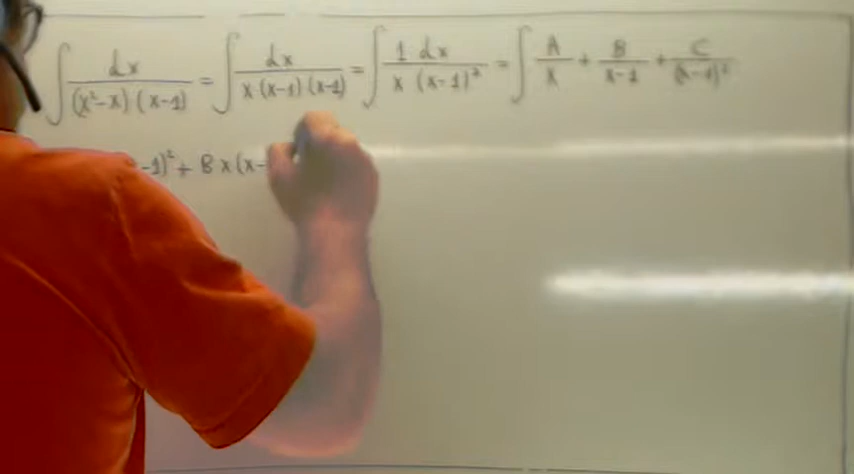 ∫ dx/((x²-x)(x-1)) = ∫ dx/(x·(x-1)(x-1)) = ∫ 1 dx/(x (x-1)²) = ∫ A/x + B/(x-1) + C/(x-1)²
-1)² + B x (x-